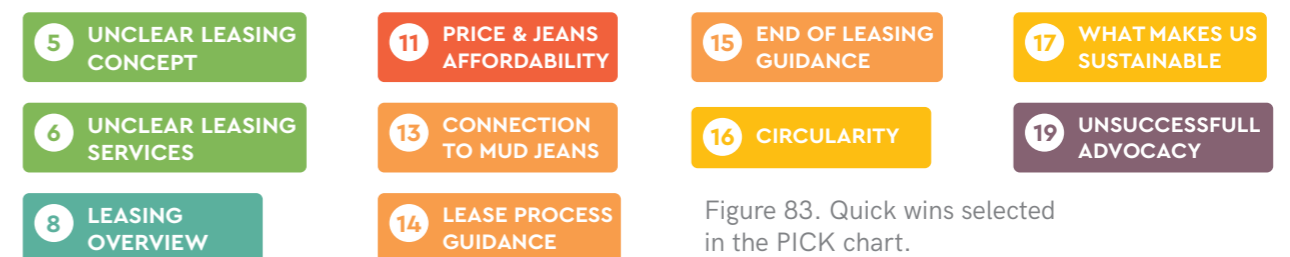 5 UNCLEAR LEASING
CONCEPT
6 UNCLEAR LEASING
SERVICES
8 LEASING
OVERVIEW
11 PRICE & JEANS
AFFORDABILITY
13 CONNECTION
TO MUD JEANS
14 LEASE PROCESS
GUIDANCE
15 END OF LEASING
GUIDANCE
16 CIRCULARITY
17 WHAT MAKES US
SUSTAINABLE
19 UNSUCCESSFULL
ADVOCACY
Figure 83. Quick wins selected
in the PICK chart.